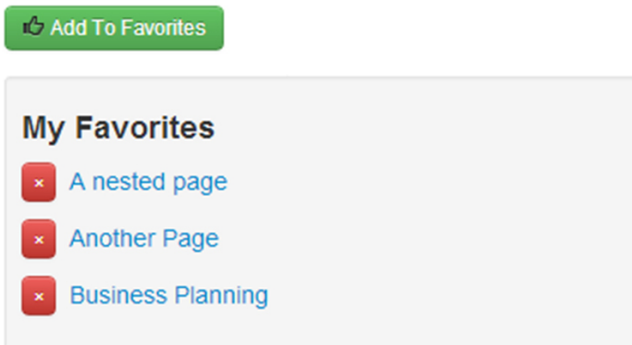 Add To Favorites
My Favorites
× A nested page
× Another Page
× Business Planning